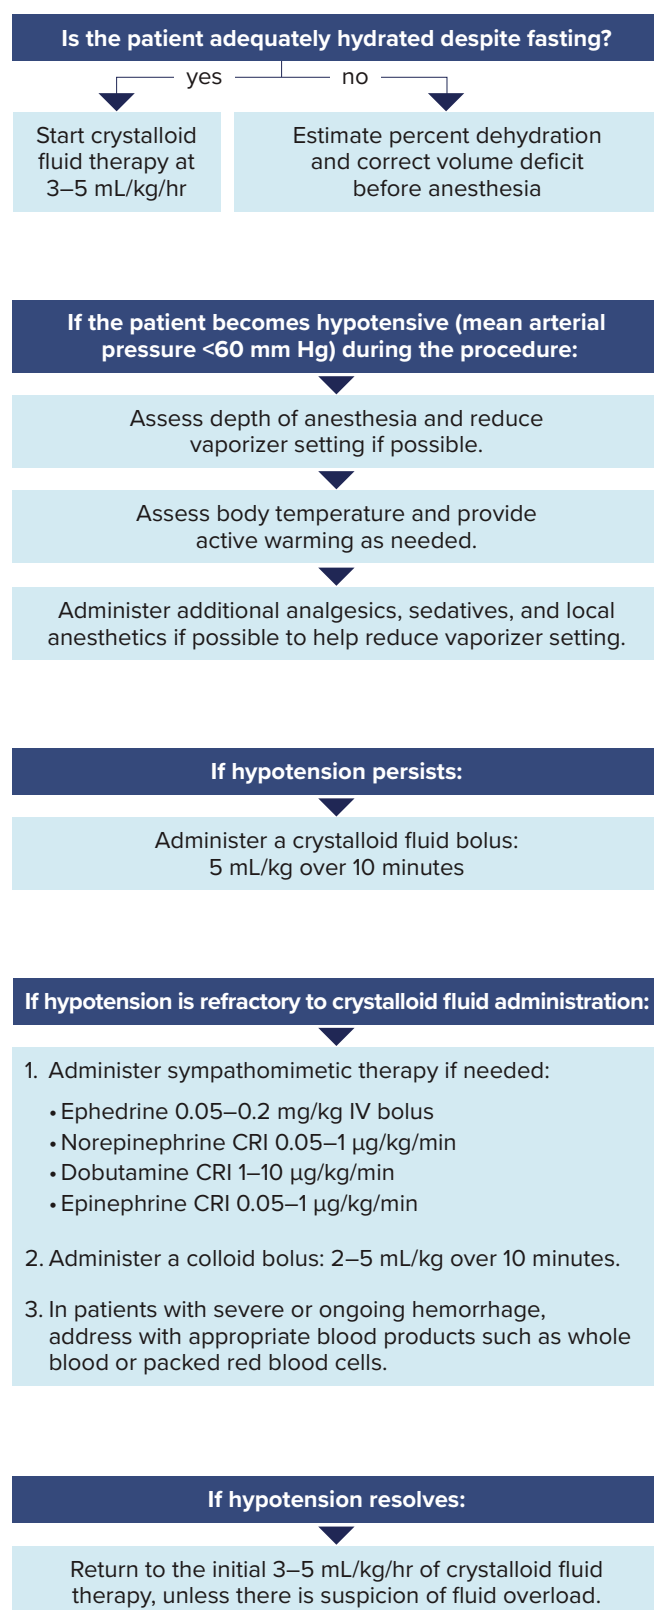 Is the patient adequately hydrated despite fasting?
yes
no
Start crystalloid
fluid therapy at
3–5 mL/kg/hr
Estimate percent dehydration
and correct volume deficit
before anesthesia
If the patient becomes hypotensive (mean arterial
pressure <60 mm Hg) during the procedure:
Assess depth of anesthesia and reduce
vaporizer setting if possible.
Assess body temperature and provide
active warming as needed.
Administer additional analgesics, sedatives, and local
anesthetics if possible to help reduce vaporizer setting.
If hypotension persists:
Administer a crystalloid fluid bolus:
5 mL/kg over 10 minutes
If hypotension is refractory to crystalloid fluid administration:
1. Administer sympathomimetic therapy if needed:
• Ephedrine 0.05–0.2 mg/kg IV bolus
• Norepinephrine CRI 0.05–1 µg/kg/min
• Dobutamine CRI 1–10 µg/kg/min
• Epinephrine CRI 0.05–1 µg/kg/min
2. Administer a colloid bolus: 2–5 mL/kg over 10 minutes.
3. In patients with severe or ongoing hemorrhage,
address with appropriate blood products such as whole
blood or packed red blood cells.
If hypotension resolves:
Return to the initial 3–5 mL/kg/hr of crystalloid fluid
therapy, unless there is suspicion of fluid overload.